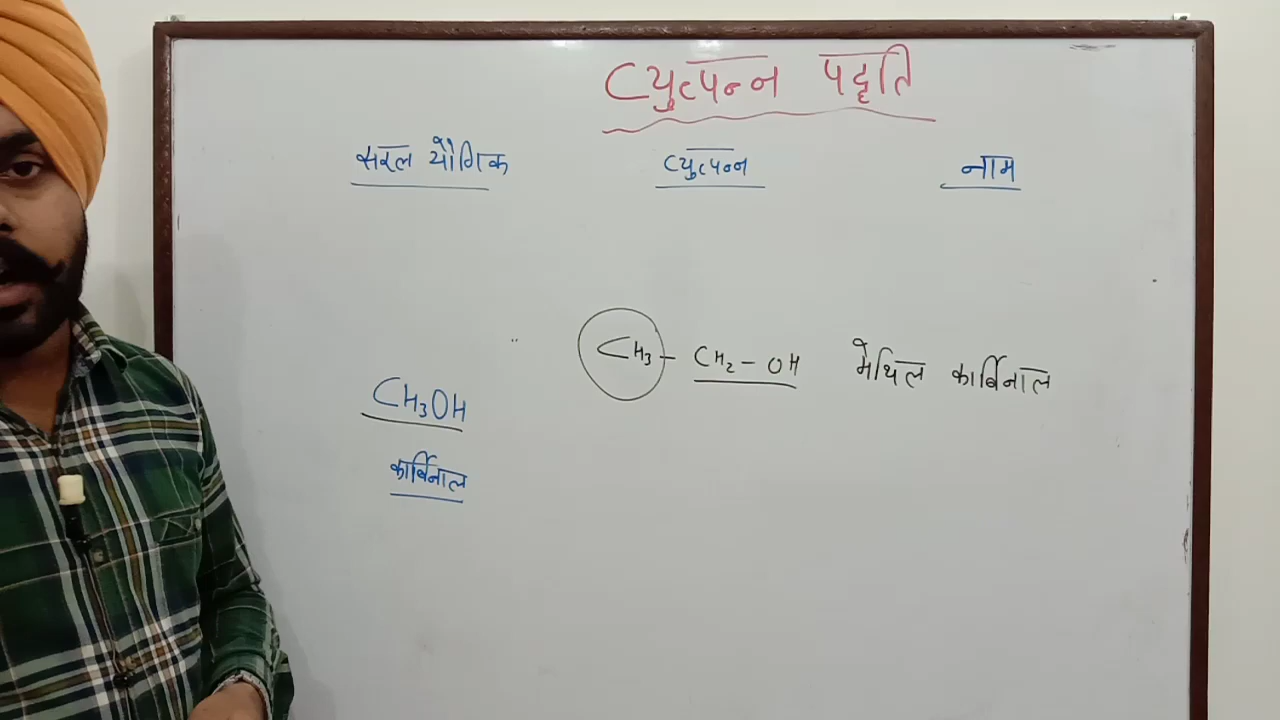 व्युत्पन्न पद्धति
सरल यौगिक व्युत्पन्न नाम
CH₃ - CH₂ - OH मेथिल कार्बिनाल
CH₃OH
कार्बिनाल